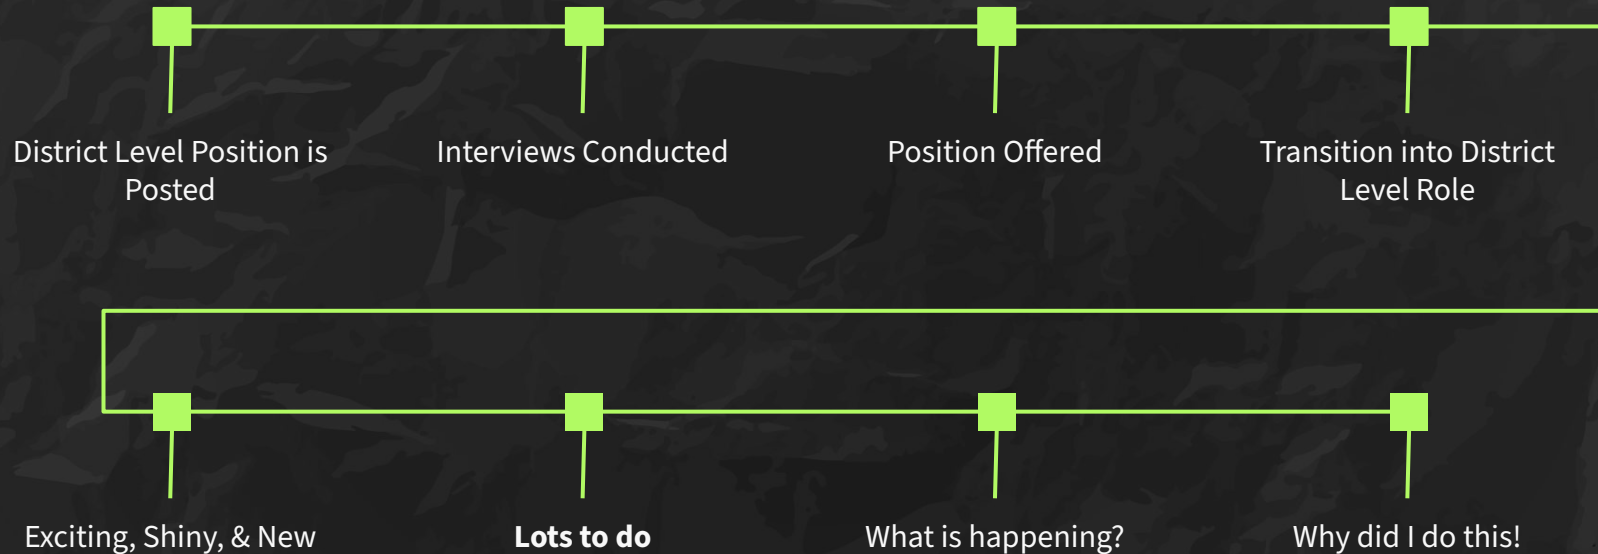 District Level Position is
Posted
Interviews Conducted
Position Offered
Transition into District
Level Role
Exciting, Shiny, & New
Lots to do
What is happening?
Why did I do this!